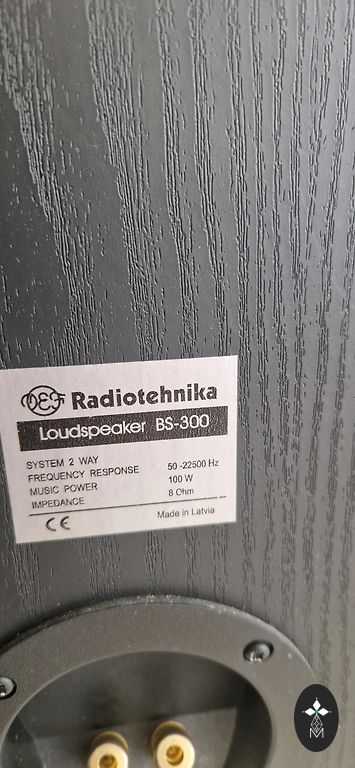 Radiotehnika
Loudspeaker BS-300
SYSTEM 2 WAY
FREQUENCY RESPONSE 50 -22500 Hz
MUSIC POWER 100 W
IMPEDANCE 8 Ohm
CE Made in Latvia
M